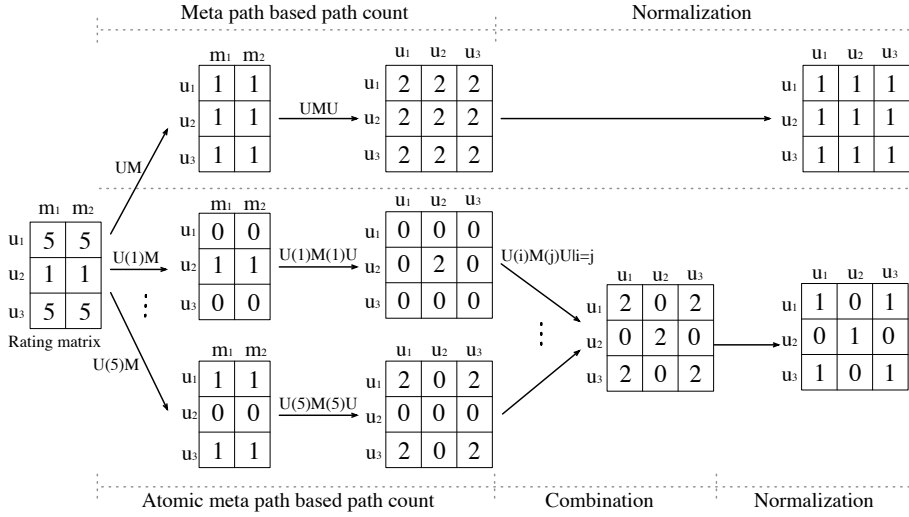 Meta path based path count
Normalization
m1 m2
u1 1 1
u2 1 1
u3 1 1
UM
UMU
u1 u2 u3
u1 2 2 2
u2 2 2 2
u3 2 2 2
u1 u2 u3
u1 1 1 1
u2 1 1 1
u3 1 1 1
m1 m2
u1 5 5
u2 1 1
u3 5 5
Rating matrix
U(1)M
m1 m2
u1 0 0
u2 1 1
u3 0 0
U(1)M(1)U
u1 u2 u3
u1 0 0 0
u2 0 2 0
u3 0 0 0
U(i)M(j)U|i=j
U(5)M
m1 m2
u1 1 1
u2 0 0
u3 1 1
U(5)M(5)U
u1 u2 u3
u1 2 0 2
u2 0 0 0
u3 2 0 2
u1 u2 u3
u1 2 0 2
u2 0 2 0
u3 2 0 2
u1 u2 u3
u1 1 0 1
u2 0 1 0
u3 1 0 1
Atomic meta path based path count
Combination
Normalization